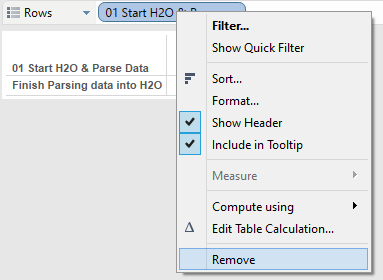 Rows
01 Start H2O & P
Filter...
Show Quick Filter
01 Start H2O & Parse Data
Finish Parsing data into H2O
Sort...
Format...
Show Header
Include in Tooltip
Measure
Compute using
Edit Table Calculation...
Remove